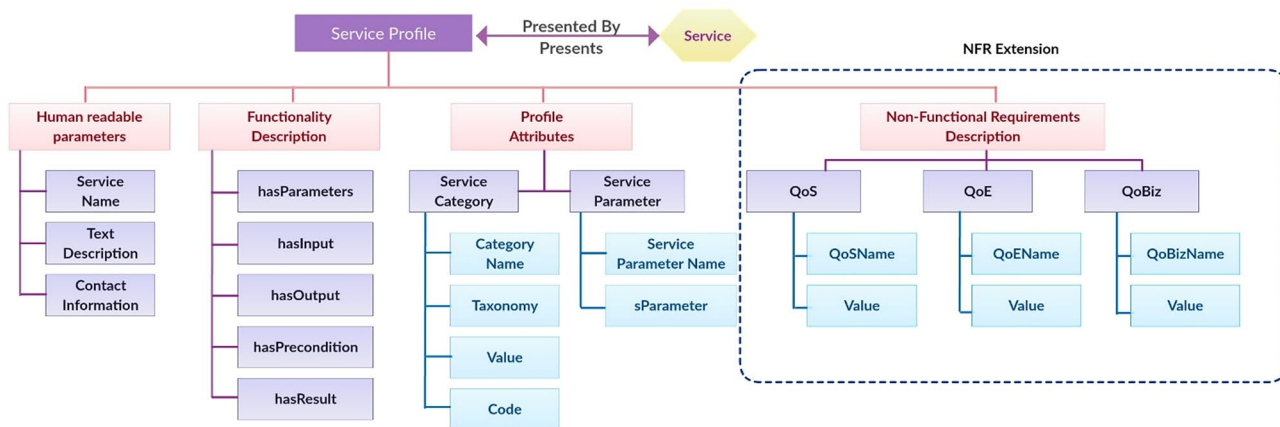 Service Profile
Presented By
Presents
Service
NFR Extension
Human readable
parameters
Functionality
Description
Profile
Attributes
Non-Functional Requirements
Description
Service
Name
Text
Description
Contact
Information
hasParameters
hasInput
hasOutput
hasPrecondition
hasResult
Service
Category
Category
Name
Taxonomy
Value
Code
Service
Parameter
Service
Parameter Name
sParameter
QoS
QoSName
Value
QoE
QoEName
Value
QoBiz
QoBizName
Value